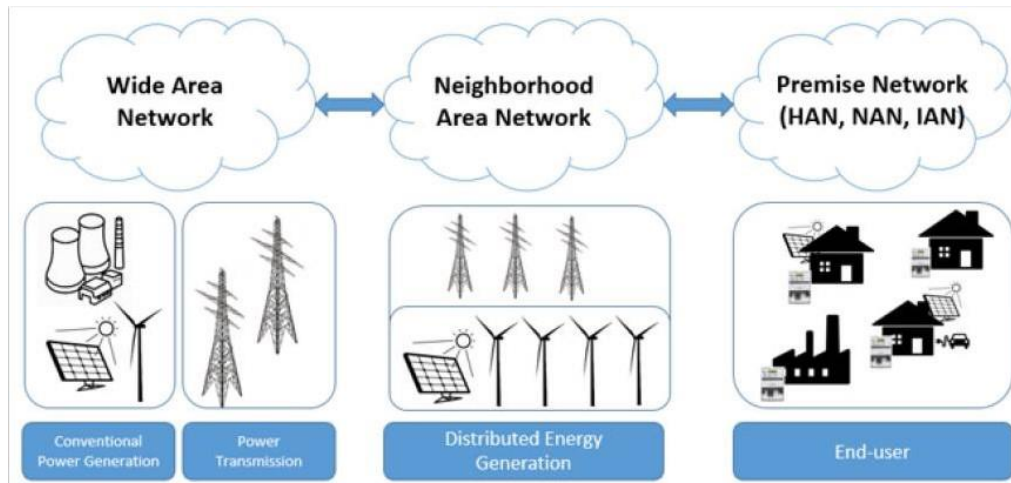 Wide Area
Network
Neighborhood
Area Network
Premise Network
(HAN, NAN, IAN)
Conventional
Power Generation
Power
Transmission
Distributed Energy
Generation
End-user